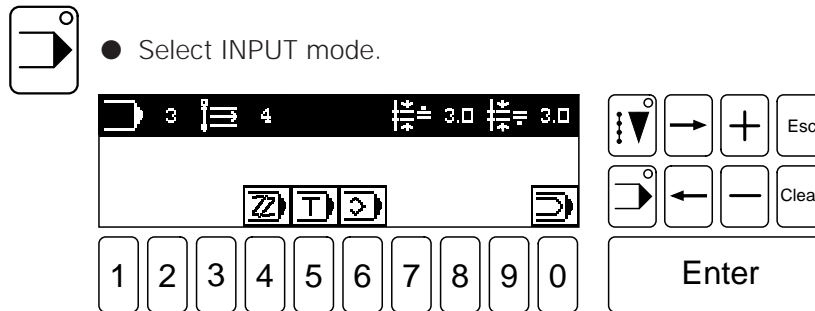 ● Select INPUT mode.
3 4 3.0 3.0
Esc
Clea
1 2 3 4 5 6 7 8 9 0 Enter